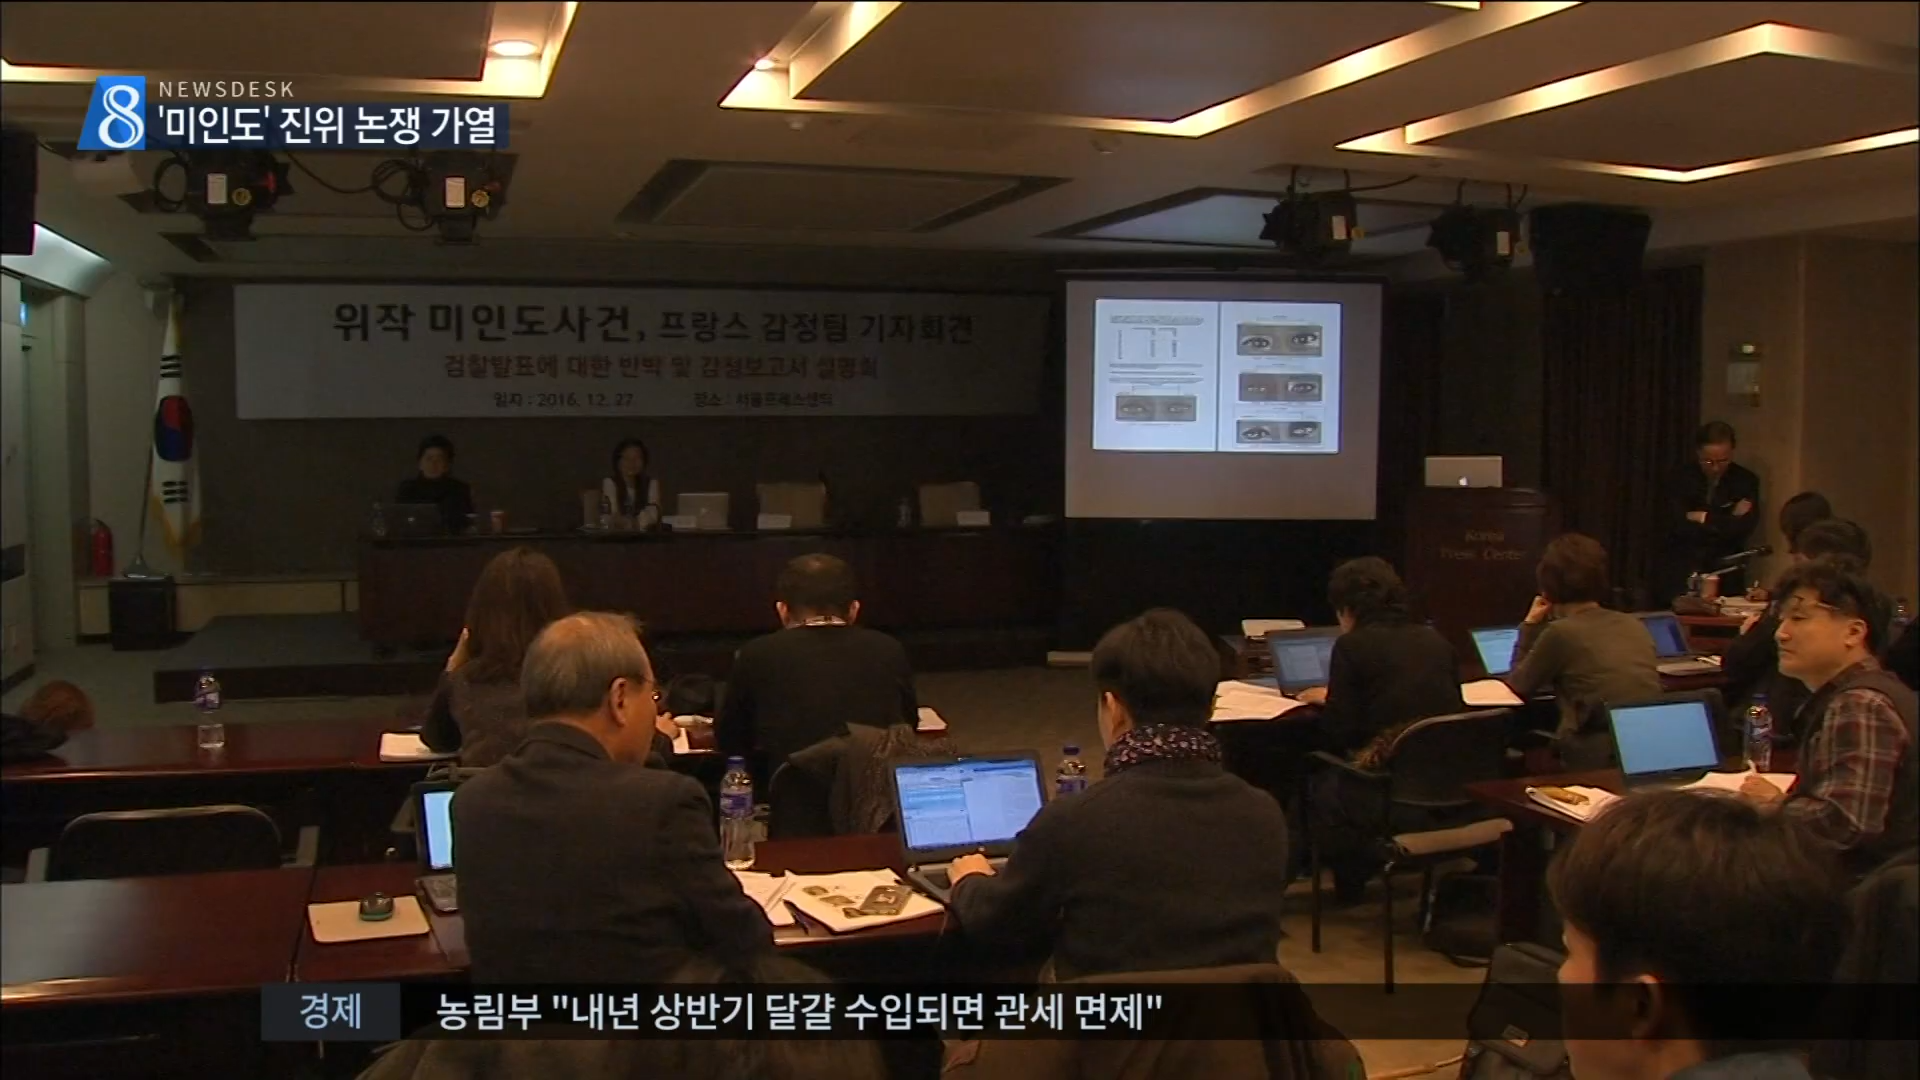 8 NEWSDESK
'미인도' 진위 논쟁 가열
위작 미인도사건, 프랑스 감정팀 기자회견
검찰발표에 대한 반박 및 감정보고서 설명회
일자 : 2016. 12. 27 장소 : 서울프레스센터
Korea
Press Center
경제 농림부 "내년 상반기 달걀 수입되면 관세 면제"